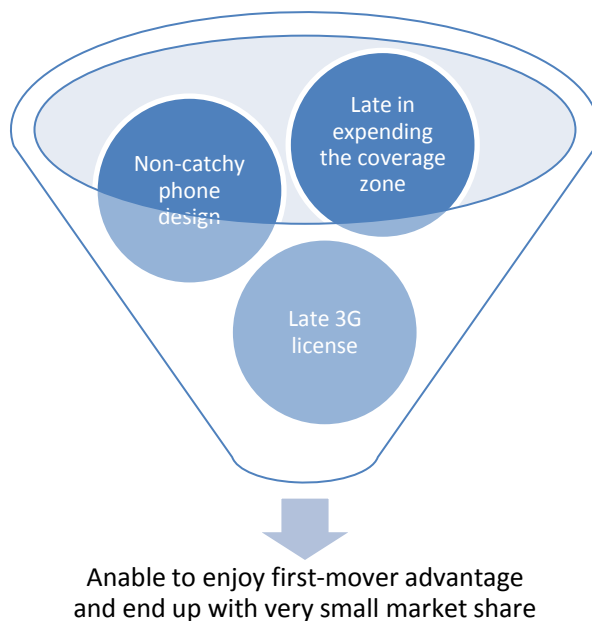 Late in
expending
the coverage
zone
Non-catchy
phone
design
Late 3G
license
Anable to enjoy first-mover advantage
and end up with very small market share